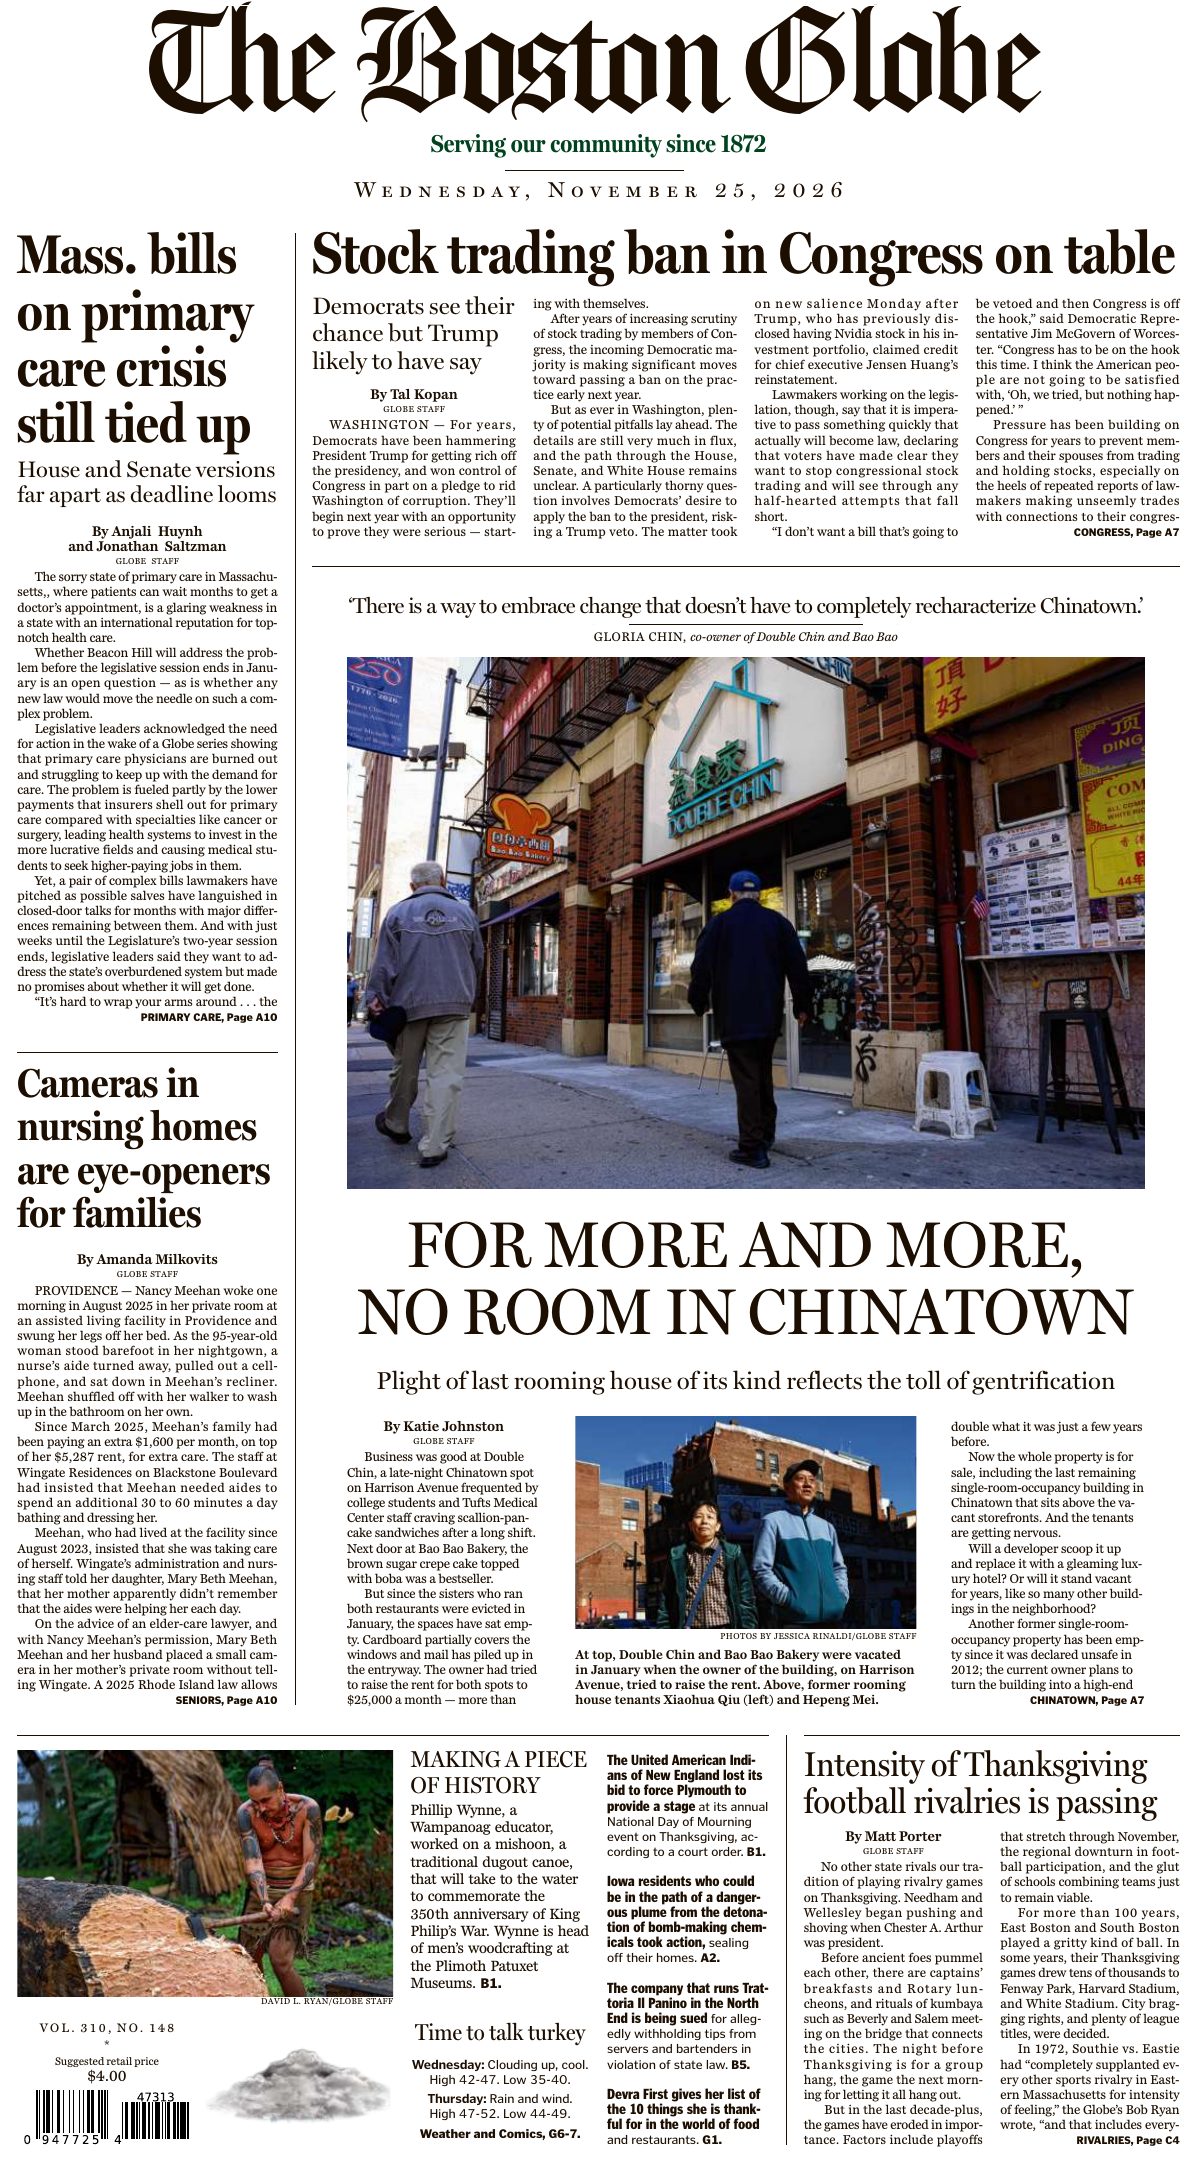 The Boston Globe
Serving our community since 1872
Wednesday, November 25, 2026
Mass. bills
on primary
care crisis
still tied up
House and Senate versions
far apart as deadline looms
By Anjali Huynh
and Jonathan Saltzman
GLOBE STAFF
The sorry state of primary care in Massachu-
setts,, where patients can wait months to get a
doctor's appointment, is a glaring weakness in
a state with an international reputation for top-
notch health care.
Whether Beacon Hill will address the prob-
lem before the legislative session ends in Janu-
ary is an open question — as is whether any
new law would move the needle on such a com-
plex problem.
Legislative leaders acknowledged the need
for action in the wake of a Globe series showing
that primary care physicians are burned out
and struggling to keep up with the demand for
care. The problem is fueled partly by the lower
payments that insurers shell out for primary
care compared with specialties like cancer or
surgery, leading health systems to invest in the
more lucrative fields and causing medical stu-
dents to seek higher-paying jobs in them.
Yet, a pair of complex bills lawmakers have
pitched as possible salves have languished in
closed-door talks for months with major differ-
ences remaining between them. And with just
weeks until the Legislature's two-year session
ends, legislative leaders said they want to ad-
dress the state's overburdened system but made
no promises about whether it will get done.
“It's hard to wrap your arms around . . . the
PRIMARY CARE, Page A10
Cameras in
nursing homes
are eye-openers
for families
By Amanda Milkovits
GLOBE STAFF
PROVIDENCE — Nancy Meehan woke one
morning in August 2025 in her private room at
an assisted living facility in Providence and
swung her legs off her bed. As the 95-year-old
woman stood barefoot in her nightgown, a
nurse's aide turned away, pulled out a cell-
phone, and sat down in Meehan's recliner.
Meehan shuffled off with her walker to wash
up in the bathroom on her own.
Since March 2025, Meehan's family had
been paying an extra $1,600 per month, on top
of her $5,287 rent, for extra care. The staff at
Wingate Residences on Blackstone Boulevard
had insisted that Meehan needed aides to
spend an additional 30 to 60 minutes a day
bathing and dressing her.
Meehan, who had lived at the facility since
August 2023, insisted that she was taking care
of herself. Wingate's administration and nurs-
ing staff told her daughter, Mary Beth Meehan,
that her mother apparently didn't remember
that the aides were helping her each day.
On the advice of an elder-care lawyer, and
with Nancy Meehan's permission, Mary Beth
Meehan and her husband placed a small cam-
era in her mother's private room without tell-
ing Wingate. A 2025 Rhode Island law allows
SENIORS, Page A10
Stock trading ban in Congress on table
Democrats see their
chance but Trump
likely to have say
By Tal Kopan
GLOBE STAFF
WASHINGTON — For years,
Democrats have been hammering
President Trump for getting rich off
the presidency, and won control of
Congress in part on a pledge to rid
Washington of corruption. They'll
begin next year with an opportunity
to prove they were serious — start-
ing with themselves.
After years of increasing scrutiny
of stock trading by members of Con-
gress, the incoming Democratic ma-
jority is making significant moves
toward passing a ban on the prac-
tice early next year.
But as ever in Washington, plen-
ty of potential pitfalls lay ahead. The
details are still very much in flux,
and the path through the House,
Senate, and White House remains
unclear. A particularly thorny ques-
tion involves Democrats' desire to
apply the ban to the president, risk-
ing a Trump veto. The matter took
on new salience Monday after
Trump, who has previously dis-
closed having Nvidia stock in his in-
vestment portfolio, claimed credit
for chief executive Jensen Huang's
reinstatement.
Lawmakers working on the legis-
lation, though, say that it is impera-
tive to pass something quickly that
actually will become law, declaring
that voters have made clear they
want to stop congressional stock
trading and will see through any
half-hearted attempts that fall
short.
“I don't want a bill that's going to
be vetoed and then Congress is off
the hook,” said Democratic Repre-
sentative Jim McGovern of Worces-
ter. “Congress has to be on the hook
this time. I think the American peo-
ple are not going to be satisfied
with, ‘Oh, we tried, but nothing hap-
pened.’ ”
Pressure has been building on
Congress for years to prevent mem-
bers and their spouses from trading
and holding stocks, especially on
the heels of repeated reports of law-
makers making unseemly trades
with connections to their congres-
CONGRESS, Page A7
‘There is a way to embrace change that doesn't have to completely recharacterize Chinatown.’
GLORIA CHIN, co-owner of Double Chin and Bao Bao
1776-2026
為食家
DOUBLE CHIN
Bao Bao Bakery
頂好
DING
COM
44年
FOR MORE AND MORE,
NO ROOM IN CHINATOWN
Plight of last rooming house of its kind reflects the toll of gentrification
By Katie Johnston
GLOBE STAFF
Business was good at Double
Chin, a late-night Chinatown spot
on Harrison Avenue frequented by
college students and Tufts Medical
Center staff craving scallion-pan-
cake sandwiches after a long shift.
Next door at Bao Bao Bakery, the
brown sugar crepe cake topped
with boba was a bestseller.
But since the sisters who ran
both restaurants were evicted in
January, the spaces have sat emp-
ty. Cardboard partially covers the
windows and mail has piled up in
the entryway. The owner had tried
to raise the rent for both spots to
$25,000 a month — more than
PHOTOS BY JESSICA RINALDI/GLOBE STAFF
At top, Double Chin and Bao Bao Bakery were vacated
in January when the owner of the building, on Harrison
Avenue, tried to raise the rent. Above, former rooming
house tenants Xiaohua Qiu (left) and Hepeng Mei.
double what it was just a few years
before.
Now the whole property is for
sale, including the last remaining
single-room-occupancy building in
Chinatown that sits above the va-
cant storefronts. And the tenants
are getting nervous.
Will a developer scoop it up
and replace it with a gleaming lux-
ury hotel? Or will it stand vacant
for years, like so many other build-
ings in the neighborhood?
Another former single-room-
occupancy property has been emp-
ty since it was declared unsafe in
2012; the current owner plans to
turn the building into a high-end
CHINATOWN, Page A7
DAVID L. RYAN/GLOBE STAFF
MAKING A PIECE
OF HISTORY
Phillip Wynne, a
Wampanoag educator,
worked on a mishoon, a
traditional dugout canoe,
that will take to the water
to commemorate the
350th anniversary of King
Philip's War. Wynne is head
of men's woodcrafting at
the Plimoth Patuxet
Museums. B1.
VOL. 310, NO. 148
*
Suggested retail price
$4.00
47313
0 947725 4
Time to talk turkey
Wednesday: Clouding up, cool.
High 42-47. Low 35-40.
Thursday: Rain and wind.
High 47-52. Low 44-49.
Weather and Comics, G6-7.
The United American Indi-
ans of New England lost its
bid to force Plymouth to
provide a stage at its annual
National Day of Mourning
event on Thanksgiving, ac-
cording to a court order. B1.
Iowa residents who could
be in the path of a danger-
ous plume from the detona-
tion of bomb-making chem-
icals took action, sealing
off their homes. A2.
The company that runs Trat-
toria Il Panino in the North
End is being sued for alleg-
edly withholding tips from
servers and bartenders in
violation of state law. B5.
Devra First gives her list of
the 10 things she is thank-
ful for in the world of food
and restaurants. G1.
Intensity of Thanksgiving
football rivalries is passing
By Matt Porter
GLOBE STAFF
No other state rivals our tra-
dition of playing rivalry games
on Thanksgiving. Needham and
Wellesley began pushing and
shoving when Chester A. Arthur
was president.
Before ancient foes pummel
each other, there are captains'
breakfasts and Rotary lun-
cheons, and rituals of kumbaya
such as Beverly and Salem meet-
ing on the bridge that connects
the cities. The night before
Thanksgiving is for a group
hang, the game the next morn-
ing for letting it all hang out.
But in the last decade-plus,
the games have eroded in impor-
tance. Factors include playoffs
that stretch through November,
the regional downturn in foot-
ball participation, and the glut
of schools combining teams just
to remain viable.
For more than 100 years,
East Boston and South Boston
played a gritty kind of ball. In
some years, their Thanksgiving
games drew tens of thousands to
Fenway Park, Harvard Stadium,
and White Stadium. City brag-
ging rights, and plenty of league
titles, were decided.
In 1972, Southie vs. Eastie
had “completely supplanted ev-
ery other sports rivalry in East-
ern Massachusetts for intensity
of feeling,” the Globe's Bob Ryan
wrote, “and that includes every-
RIVALRIES, Page C4